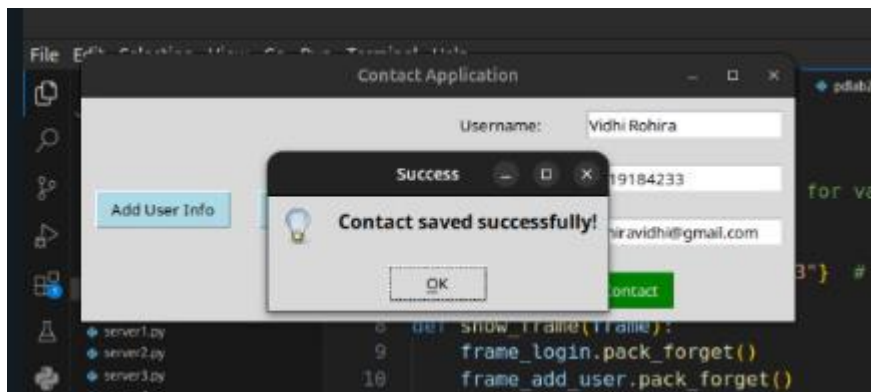 File
Contact Application
pdlab2
Username:
Vidhi Rohira
Success
19184233
for va
Add User Info
Contact saved successfully!
hiravidhi@gmail.com
OK
3"} #
ontact
server1.py
8 def show_frame(frame):
server2.py
9 frame_login.pack_forget()
server3.py
10 frame_add_user.pack_forget()